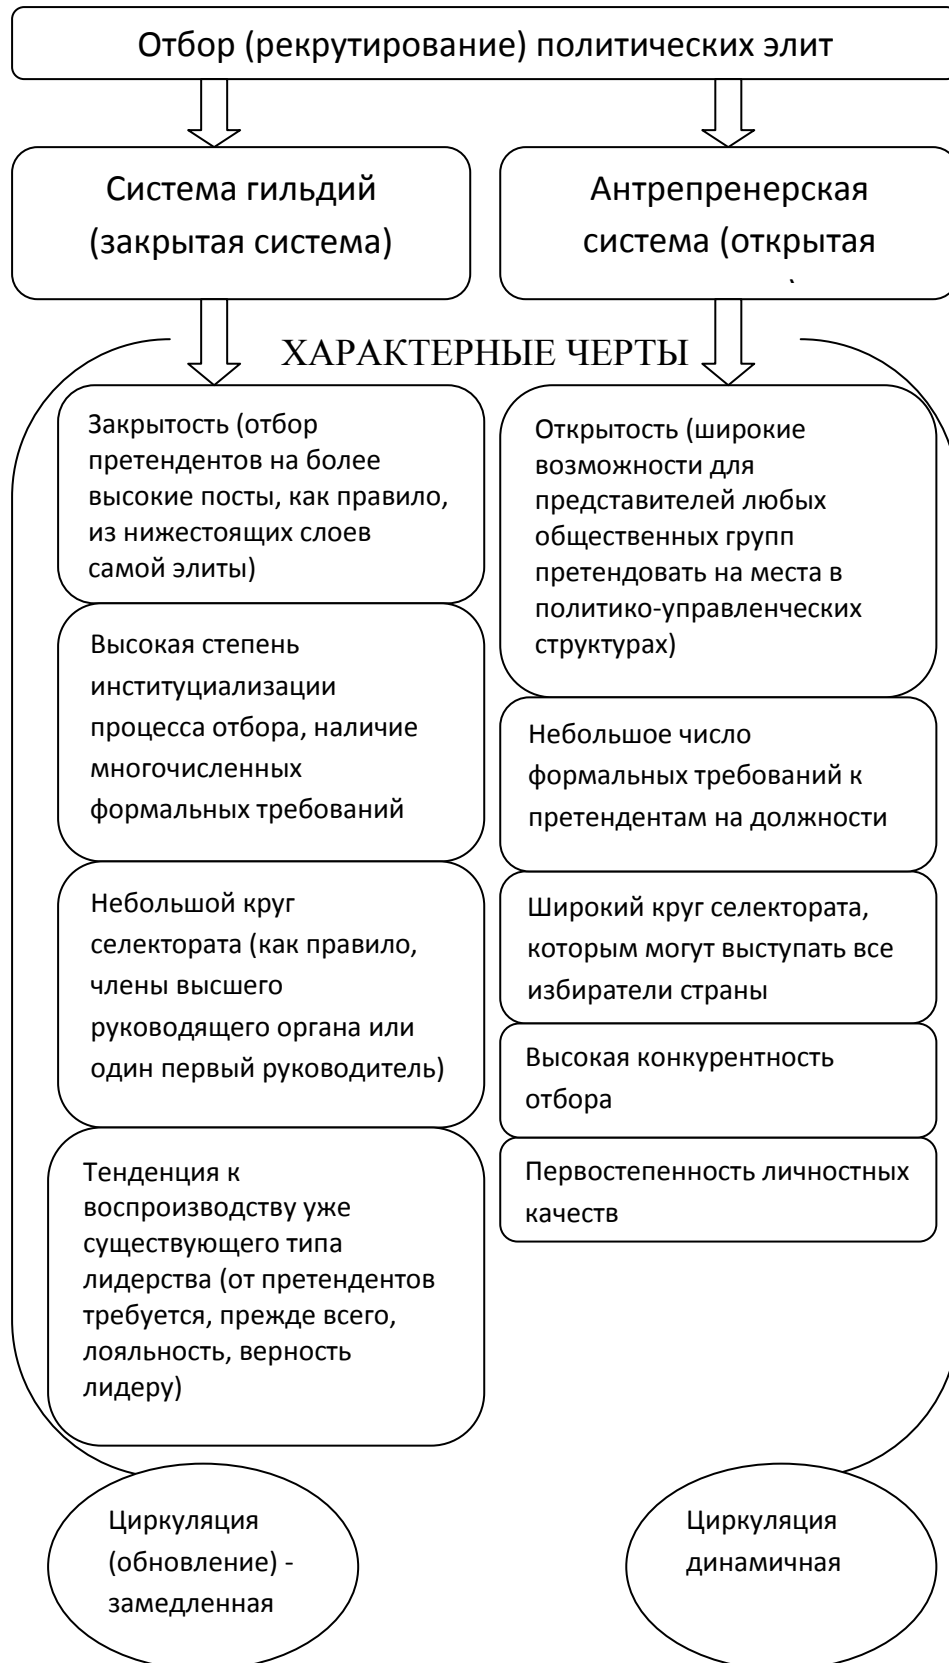 Отбор (рекрутирование) политических элит
Система гильдий
(закрытая система)
Антрепренерская
система (открытая
ХАРАКТЕРНЫЕ ЧЕРТЫ
Закрытость (отбор
претендентов на более
высокие посты, как правило,
из нижестоящих слоев
самой элиты)
Высокая степень
институциализации
процесса отбора, наличие
многочисленных
формальных требований
Небольшой круг
селектората (как правило,
члены высшего
руководящего органа или
один первый руководитель)
Тенденция к
воспроизводству уже
существующего типа
лидерства (от претендентов
требуется, прежде всего,
лояльность, верность
лидеру)
Открытость (широкие
возможности для
представителей любых
общественных групп
претендовать на места в
политико-управленческих
структурах)
Небольшое число
формальных требований к
претендентам на должности
Широкий круг селектората,
которым могут выступать все
избиратели страны
Высокая конкурентность
отбора
Первостепенность личностных
качеств
Циркуляция
(обновление) -
замедленная
Циркуляция
динамичная